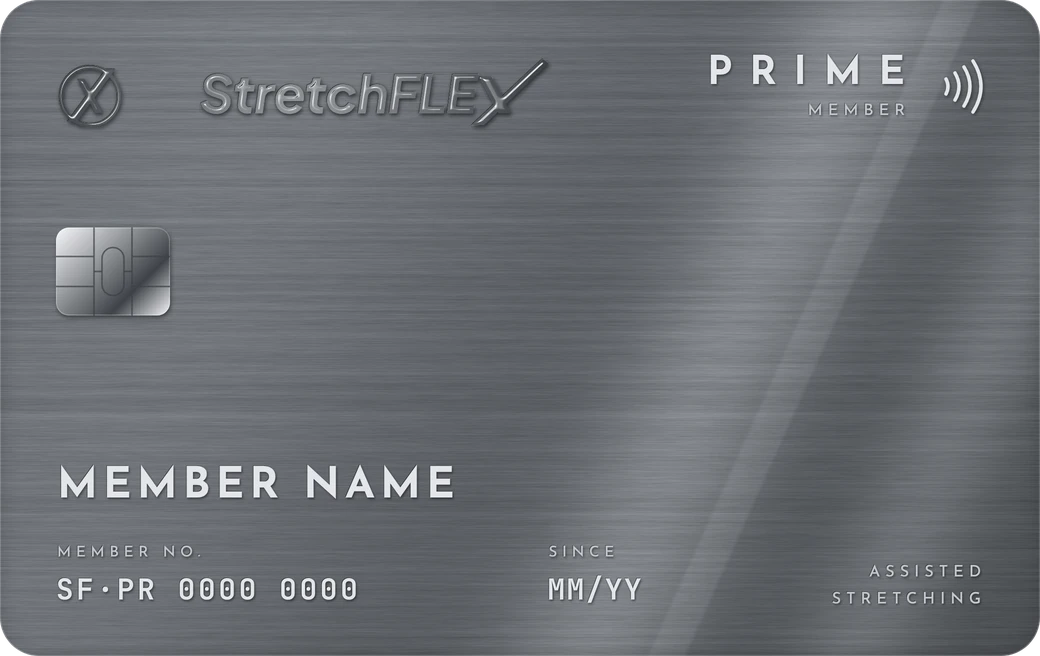 X
StretchFLEX
PRIME
MEMBER
MEMBER NAME
MEMBER NO.
SF·PR 0000 0000
SINCE
MM/YY
ASSISTED
STRETCHING